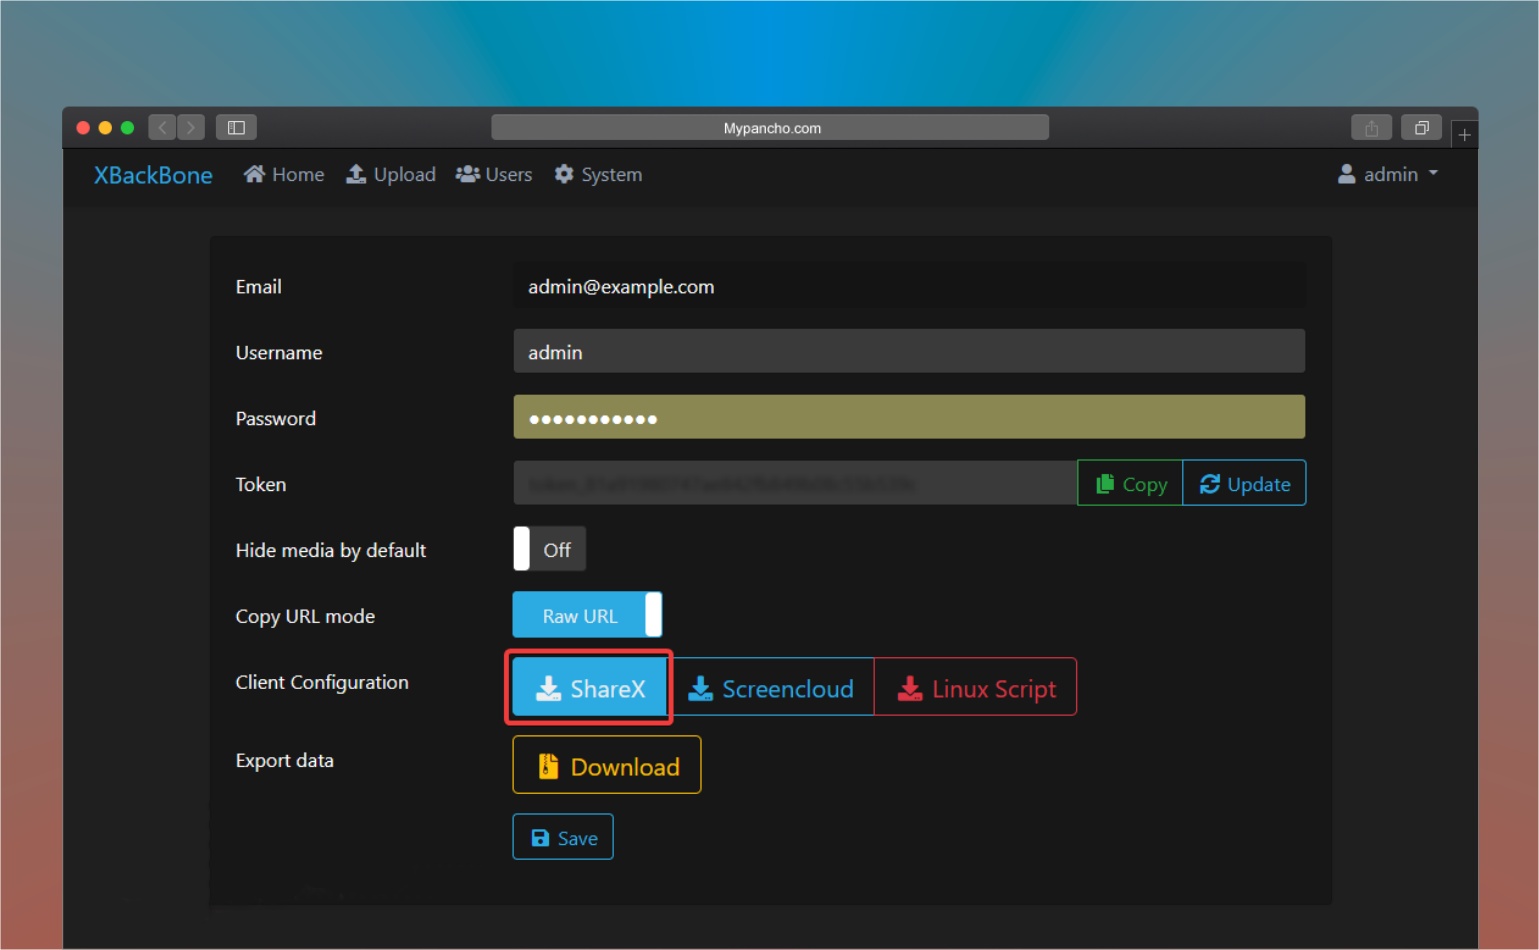 Mypancho.com
XBackBone Home Upload Users System admin
Email admin@example.com
Username admin
Password
Token Copy Update
Hide media by default Off
Copy URL mode Raw URL
Client Configuration ShareX Screencloud Linux Script
Export data Download
Save